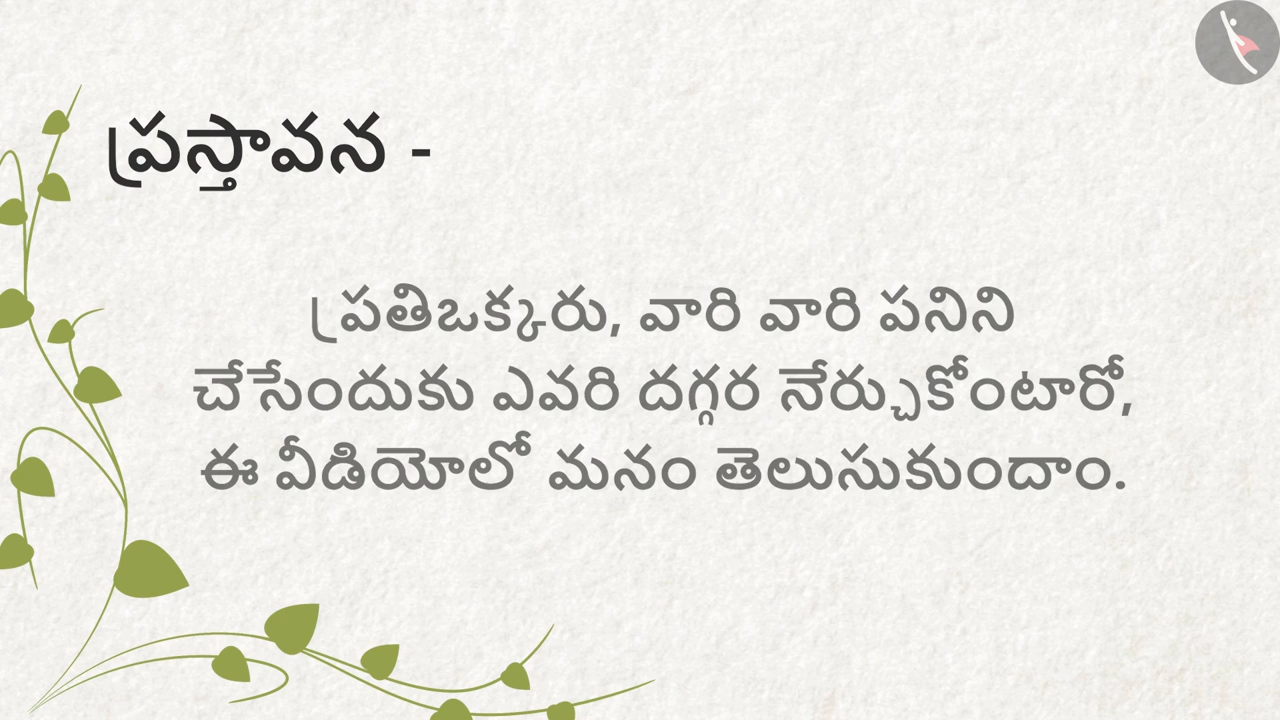 ప్రస్తావన -
ప్రతిఒక్కరు, వారి వారి పనిని
చేసేందుకు ఎవరి దగ్గర నేర్చుకోంటారో,
ఈ వీడియోలో మనం తెలుసుకుందాం.